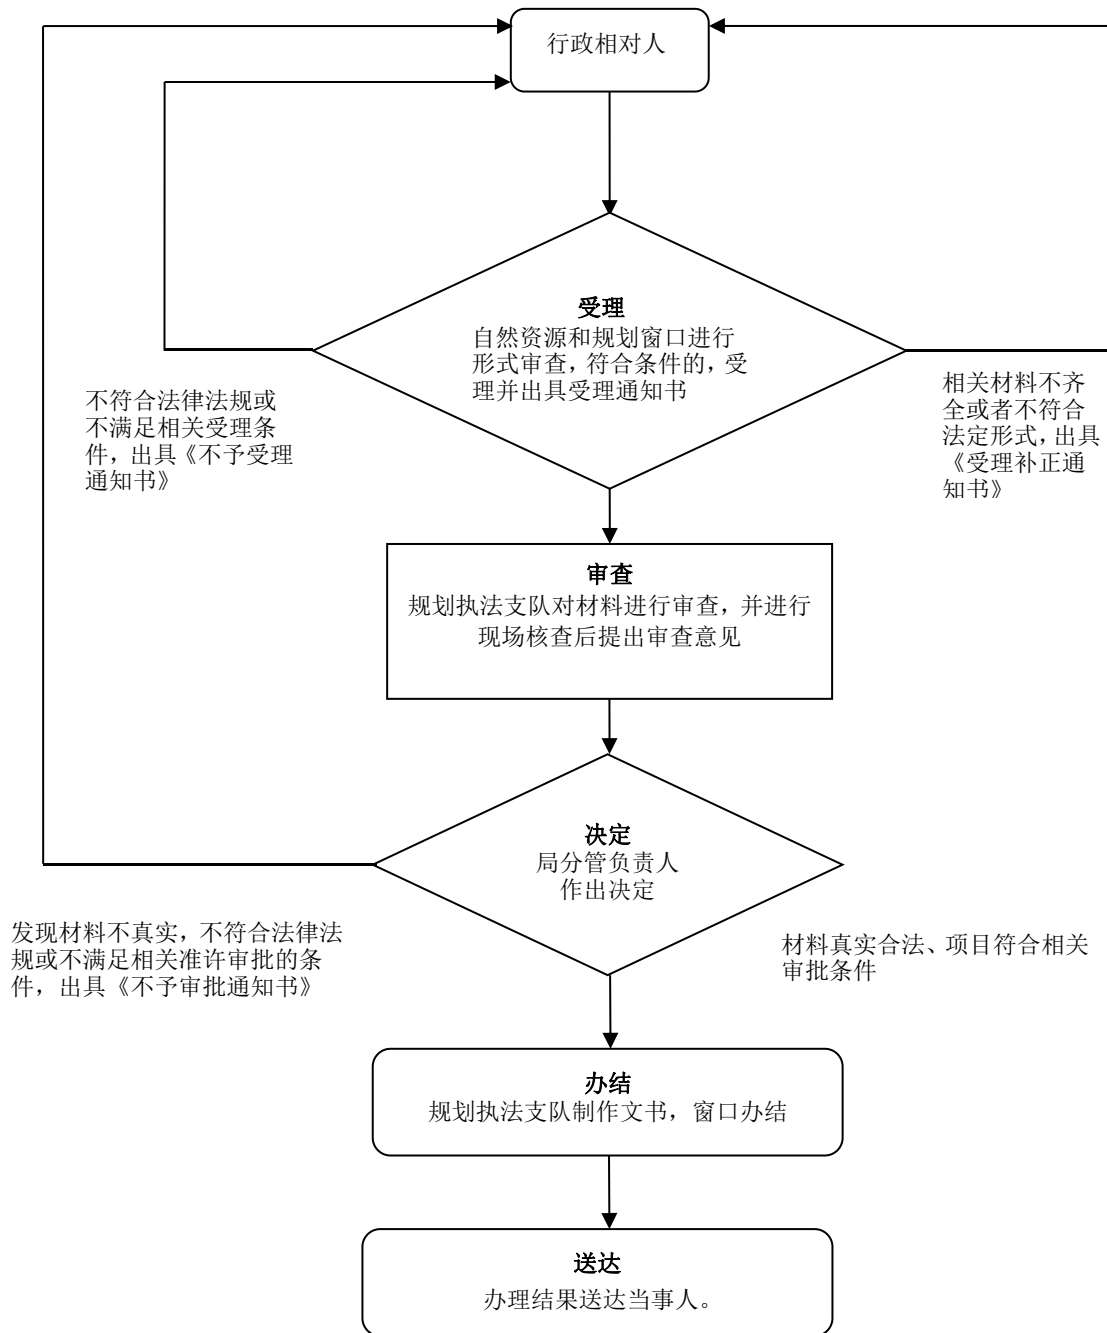 行政相对人
受理
自然资源和规划窗口进行
形式审查，符合条件的，受
理并出具受理通知书
不符合法律法规或
不满足相关受理条
件，出具《不予受理
通知书》
相关材料不齐
全或者不符合
法定形式，出具
《受理补正通
知书》
审查
规划执法支队对材料进行审查，并进行
现场核查后提出审查意见
决定
局分管负责人
作出决定
发现材料不真实，不符合法律法
规或不满足相关准许审批的条
件，出具《不予审批通知书》
材料真实合法、项目符合相关
审批条件
办结
规划执法支队制作文书，窗口办结
送达
办理结果送达当事人。